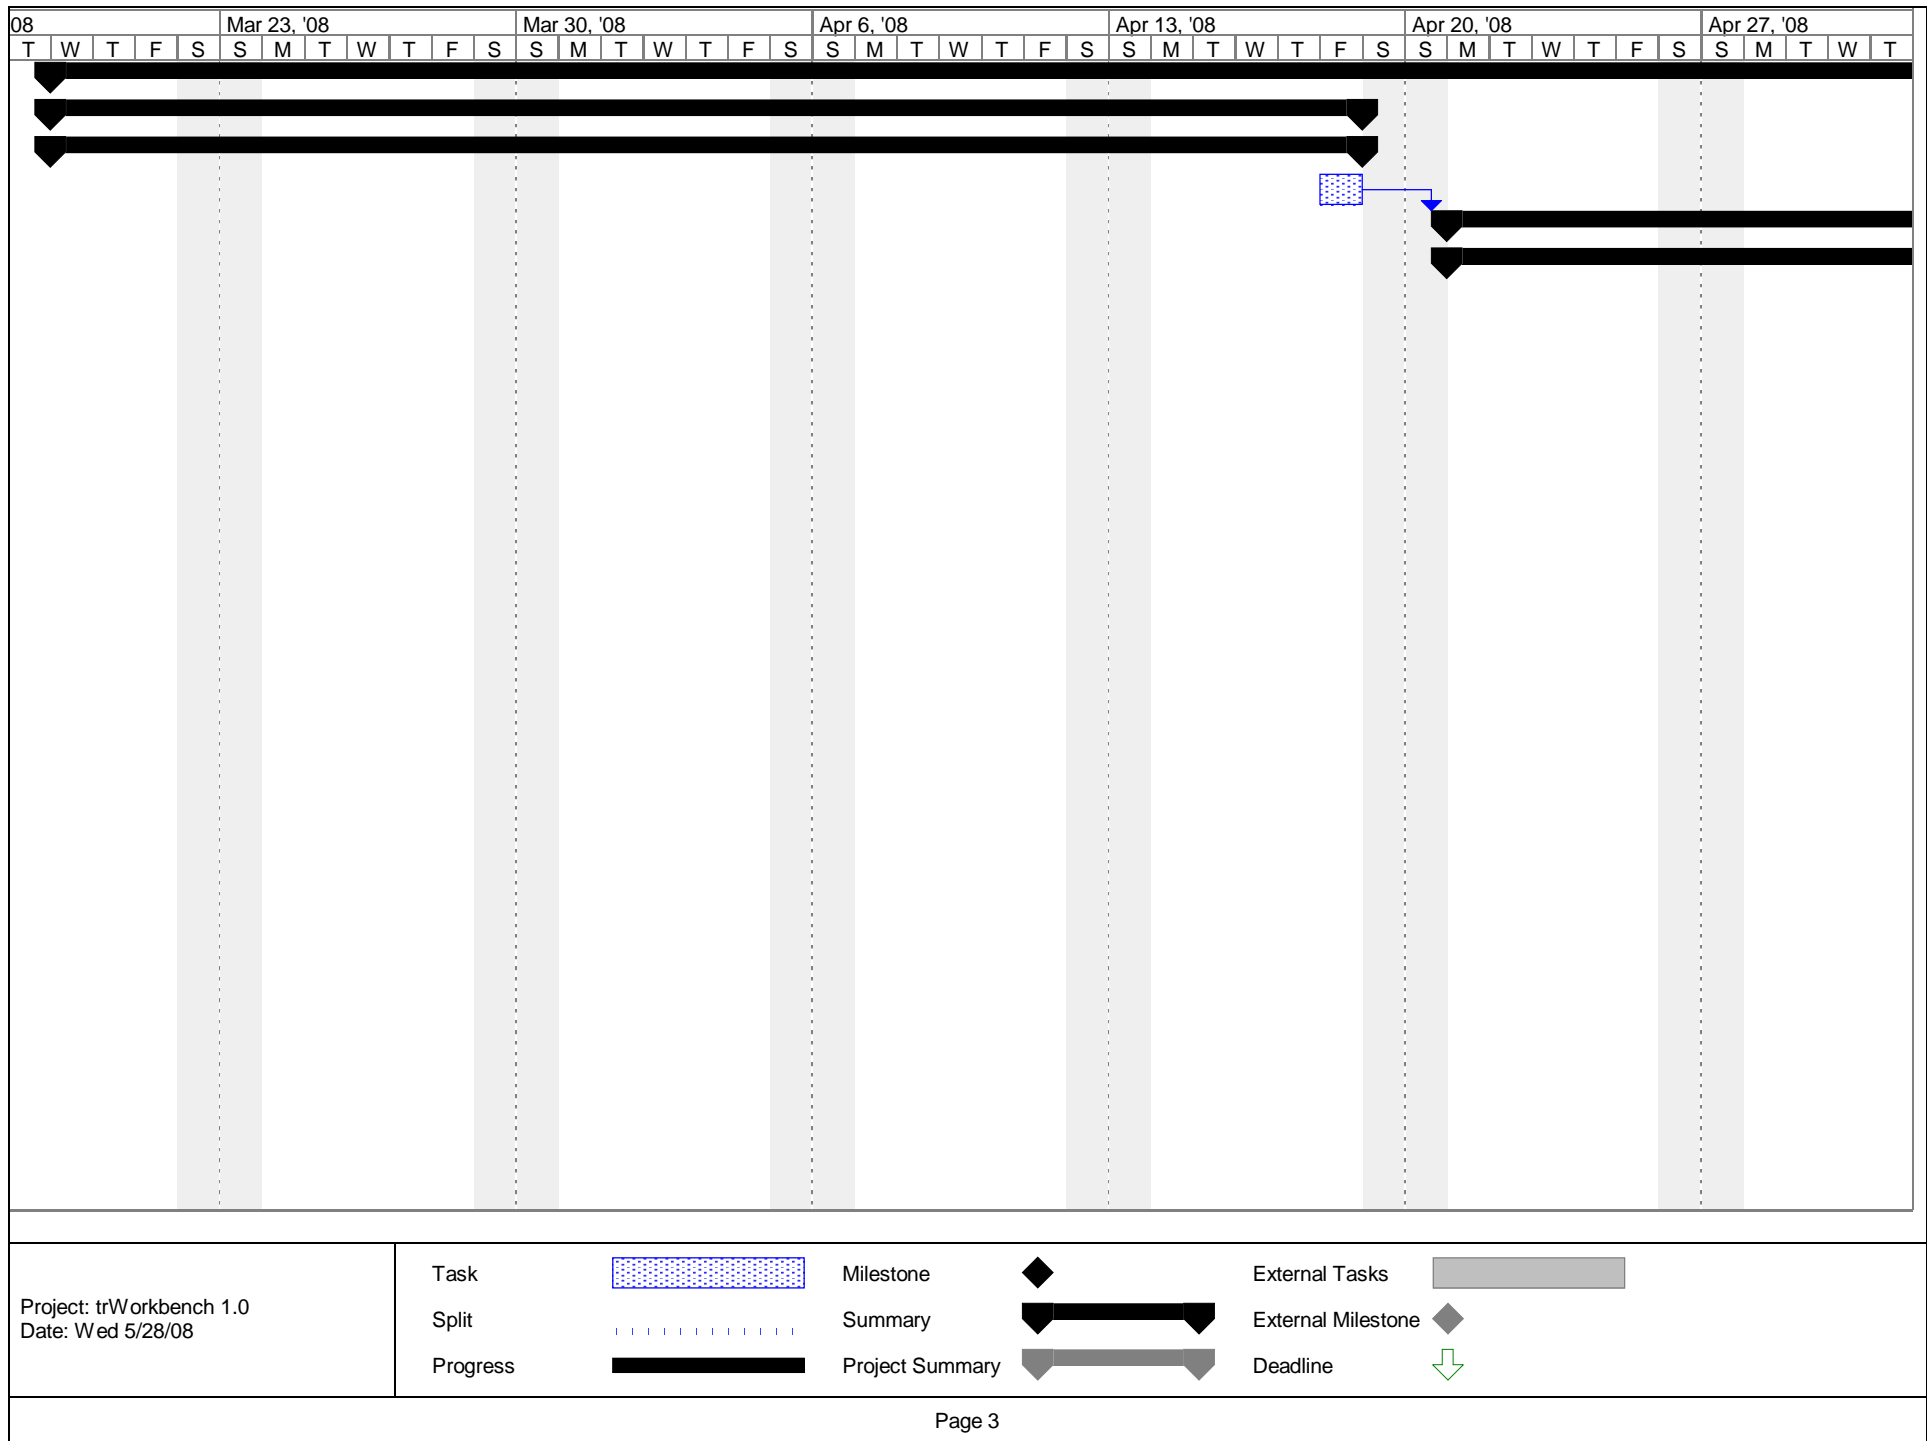 08 Mar 23, '08 Mar 30, '08 Apr 6, '08 Apr 13, '08 Apr 20, '08 Apr 27, '08
T W T F S S M T W T F S S M T W T F S S M T W T F S S M T W T F S S M T W T F S S M T W T
Task Milestone External Tasks
Project: trWorkbench 1.0
Date: Wed 5/28/08
Split Summary External Milestone
Progress Project Summary Deadline
Page 3